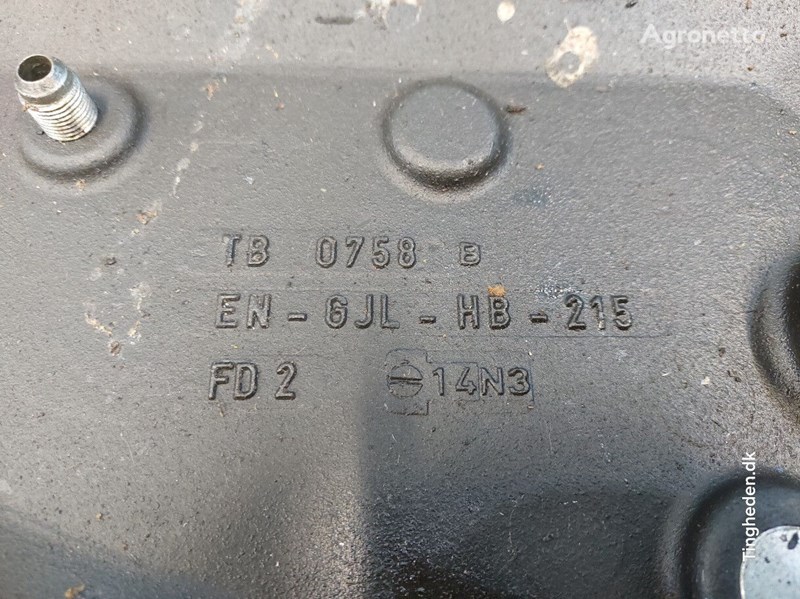 Agronetto
TB 0758 B
EN-GJL-HB-215
FD 2 14N3
Tingheden.dk